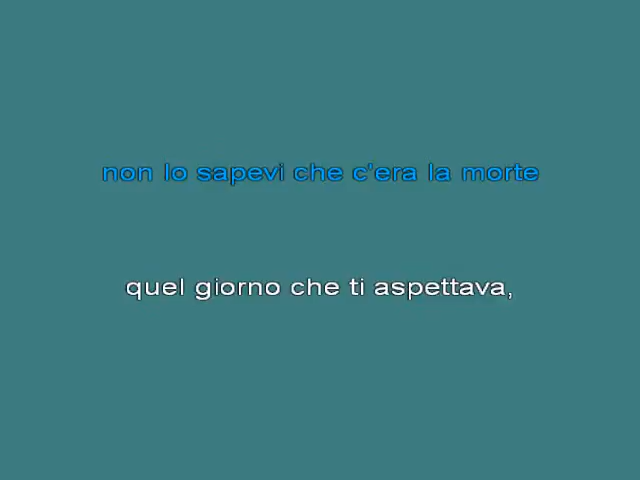 non lo sapevi che c'era la morte
quel giorno che ti aspettava,